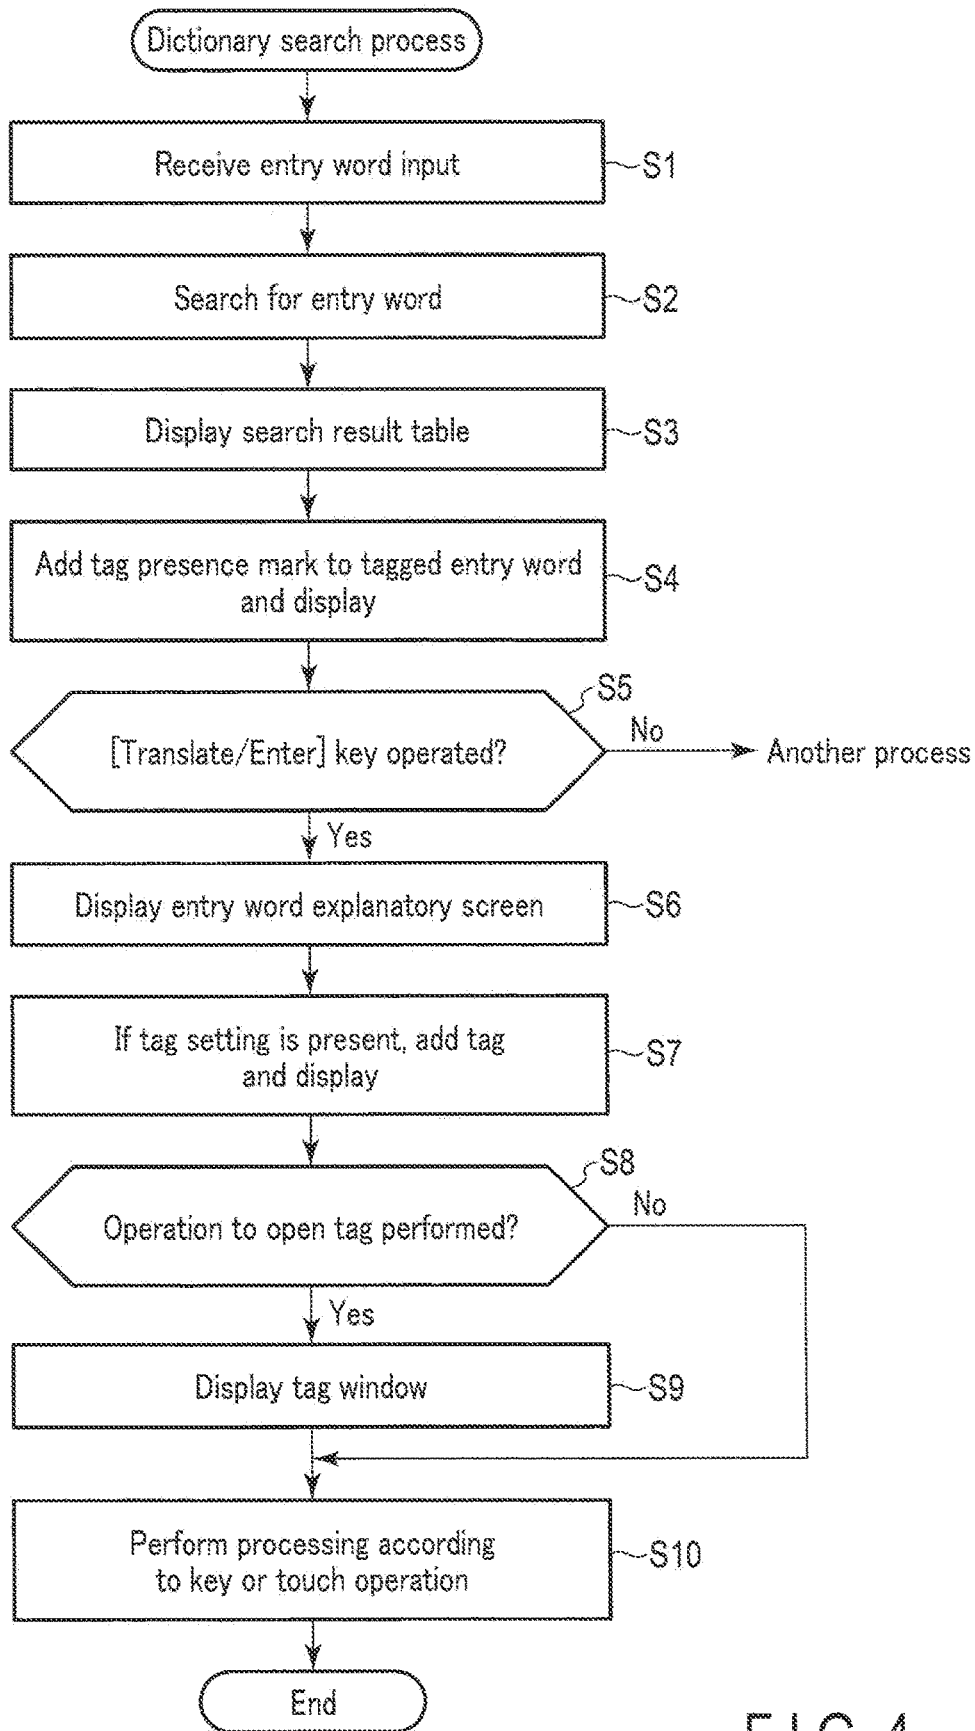 Dictionary search process
Receive entry word input
S1
Search for entry word
S2
Display search result table
S3
Add tag presence mark to tagged entry word
and display
S4
S5
[Translate/Enter] key operated?
No
Another process
Yes
Display entry word explanatory screen
S6
If tag setting is present, add tag
and display
S7
S8
Operation to open tag performed?
No
Yes
Display tag window
S9
Perform processing according
to key or touch operation
S10
End
FIG. 4